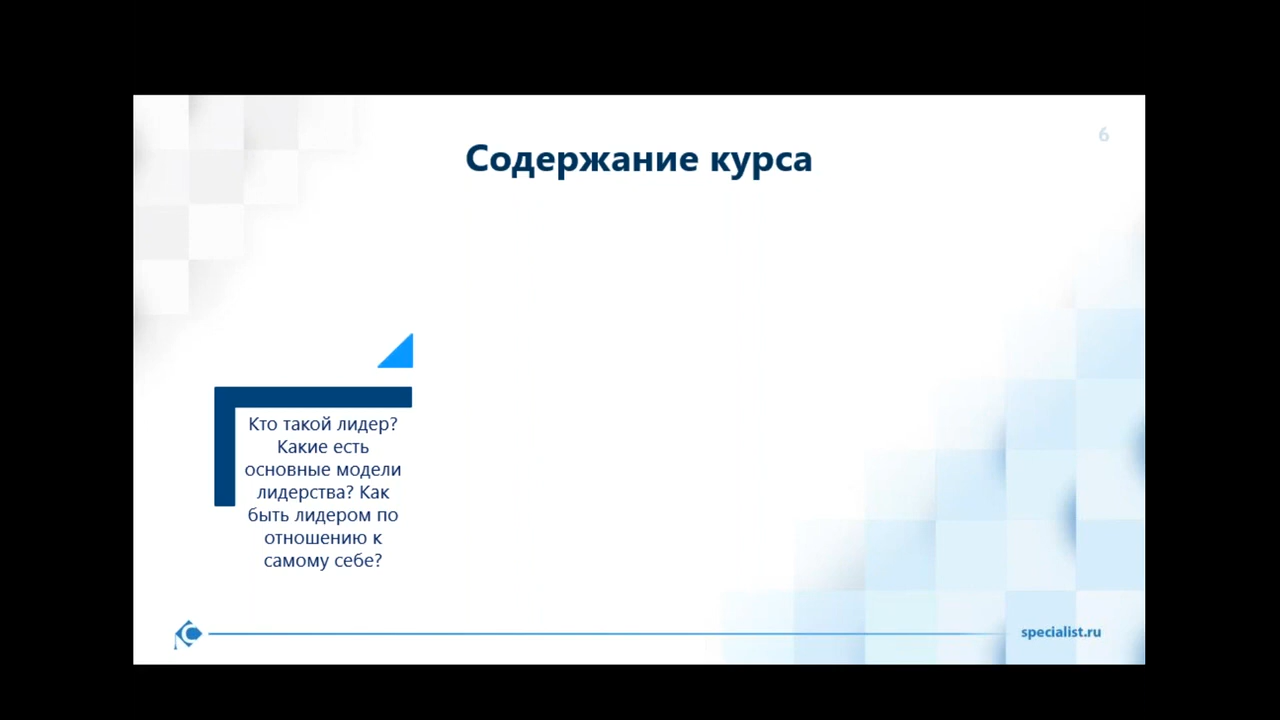 6
Содержание курса
Кто такой лидер?
Какие есть
основные модели
лидерства? Как
быть лидером по
отношению к
самому себе?
specialist.ru